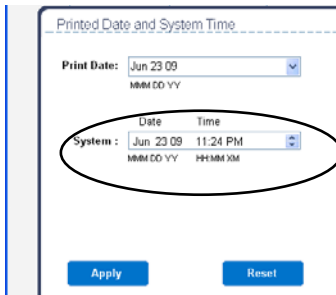 Printed Date and System Time
Print Date: Jun 23 09
MMM DD YY
Date Time
System : Jun 23 09 11:24 PM
MMM DD YY HH:MM XM
Apply Reset